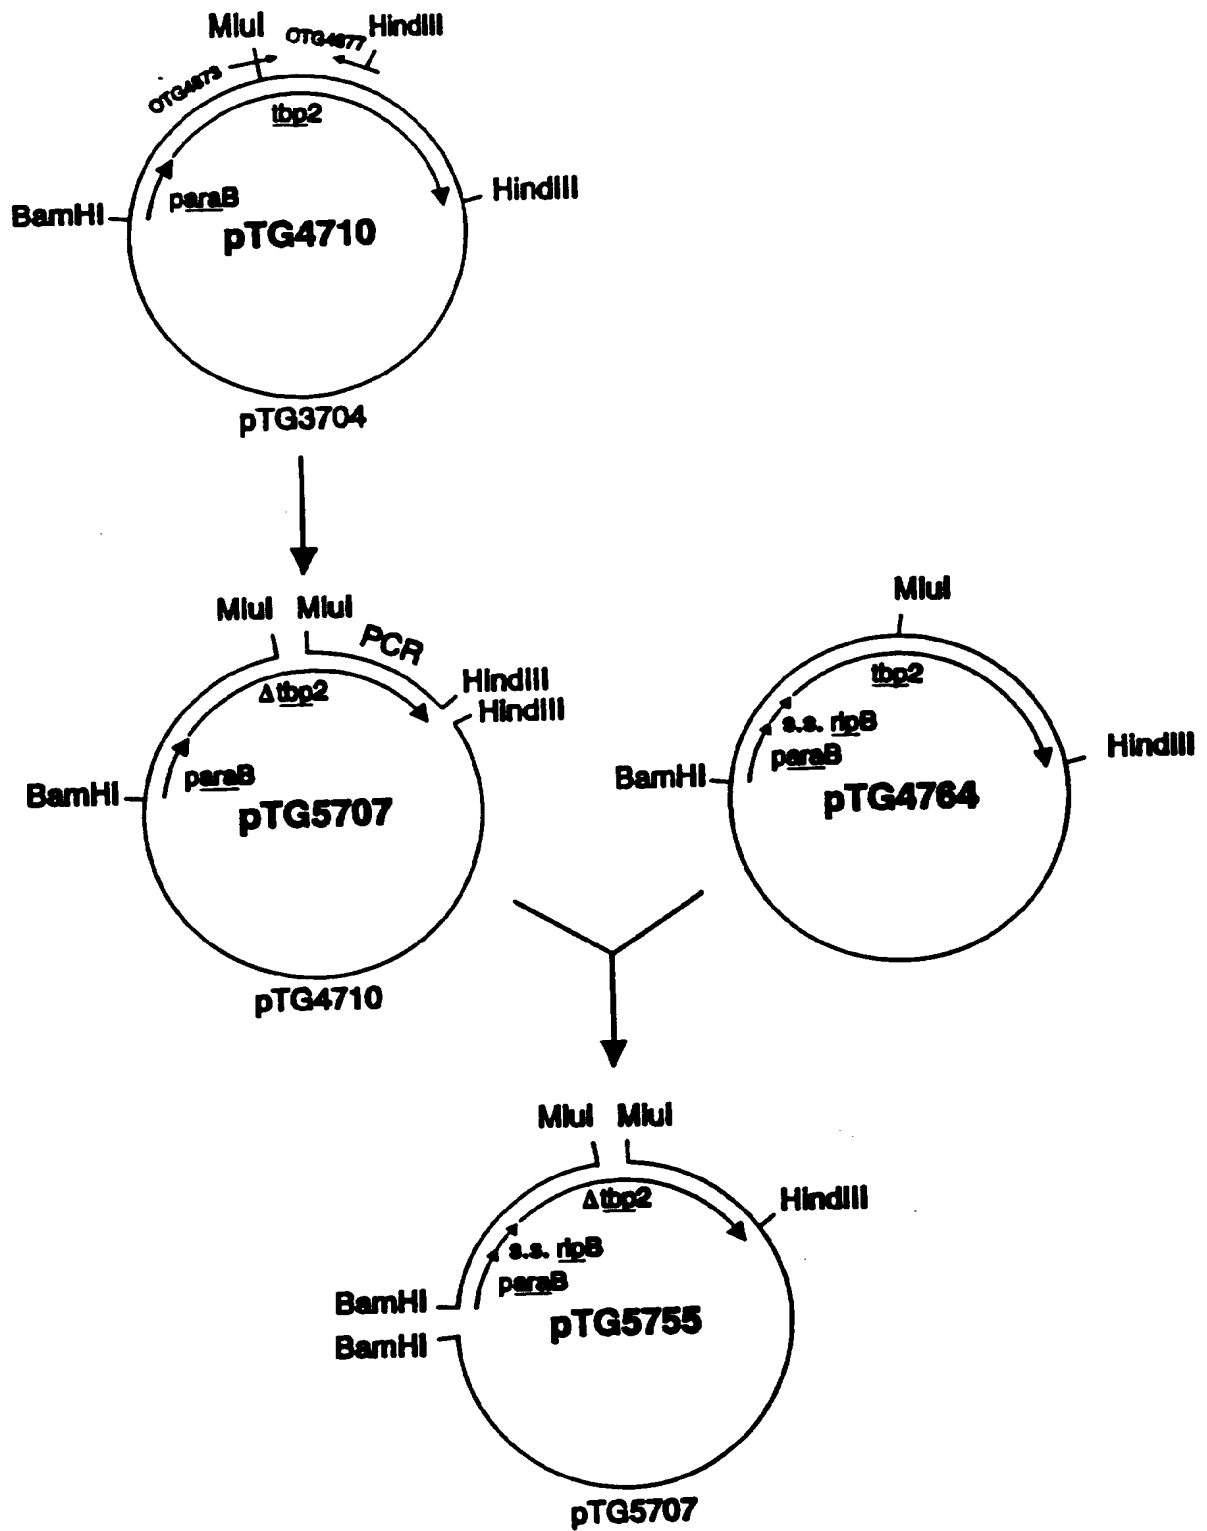 MluI
OTG4877
HindIII
OTG4873
tbp2
HindIII
paraB
BamHI
pTG4710
pTG3704
MluI MluI
PCR
HindIII
Δtbp2
HindIII
paraB
BamHI
pTG5707
pTG4710
MluI
tbp2
s.s. rlpB
HindIII
paraB
BamHI
pTG4764
MluI MluI
Δtbp2
HindIII
s.s. rlpB
paraB
BamHI
pTG5755
BamHI
pTG5707